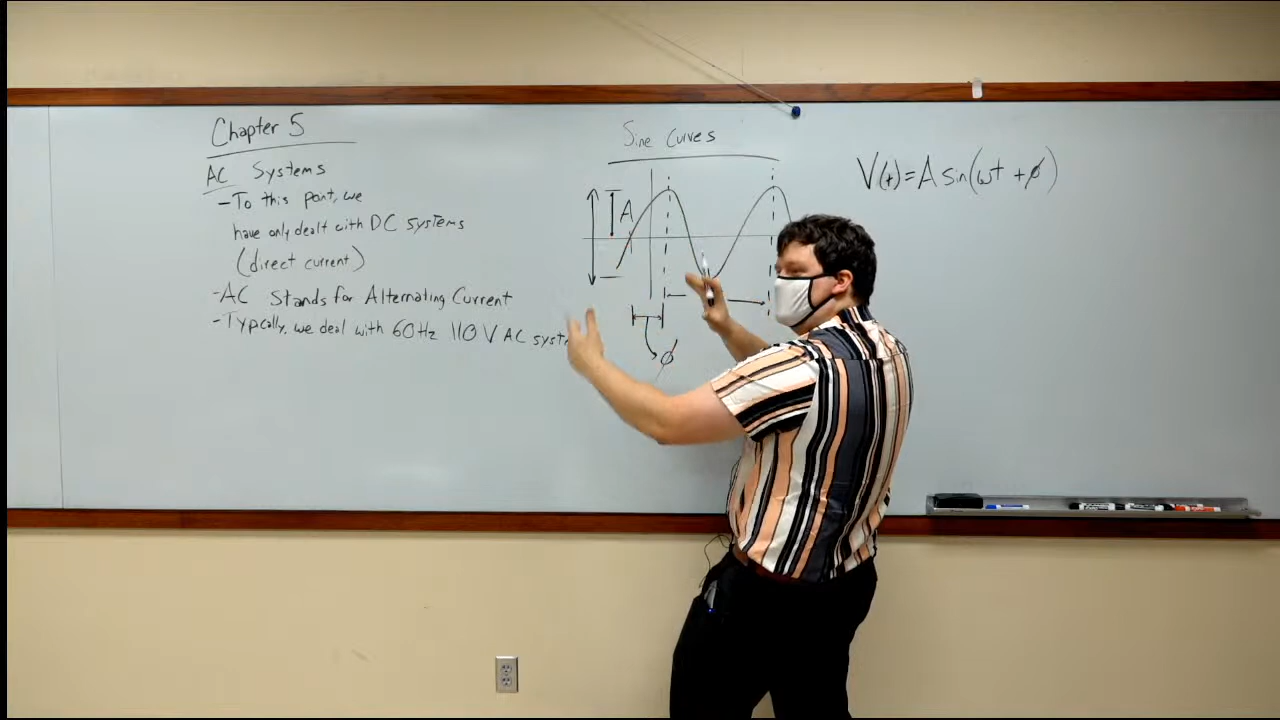 Chapter 5
AC Systems
- To this point, we
have only dealt with DC systems
(direct current)
- AC Stands for Alternating Current
- Typically, we deal with 60Hz 110 V AC
Sine Curves
A
ϕ
V(t) = A sin(ωt + ϕ)